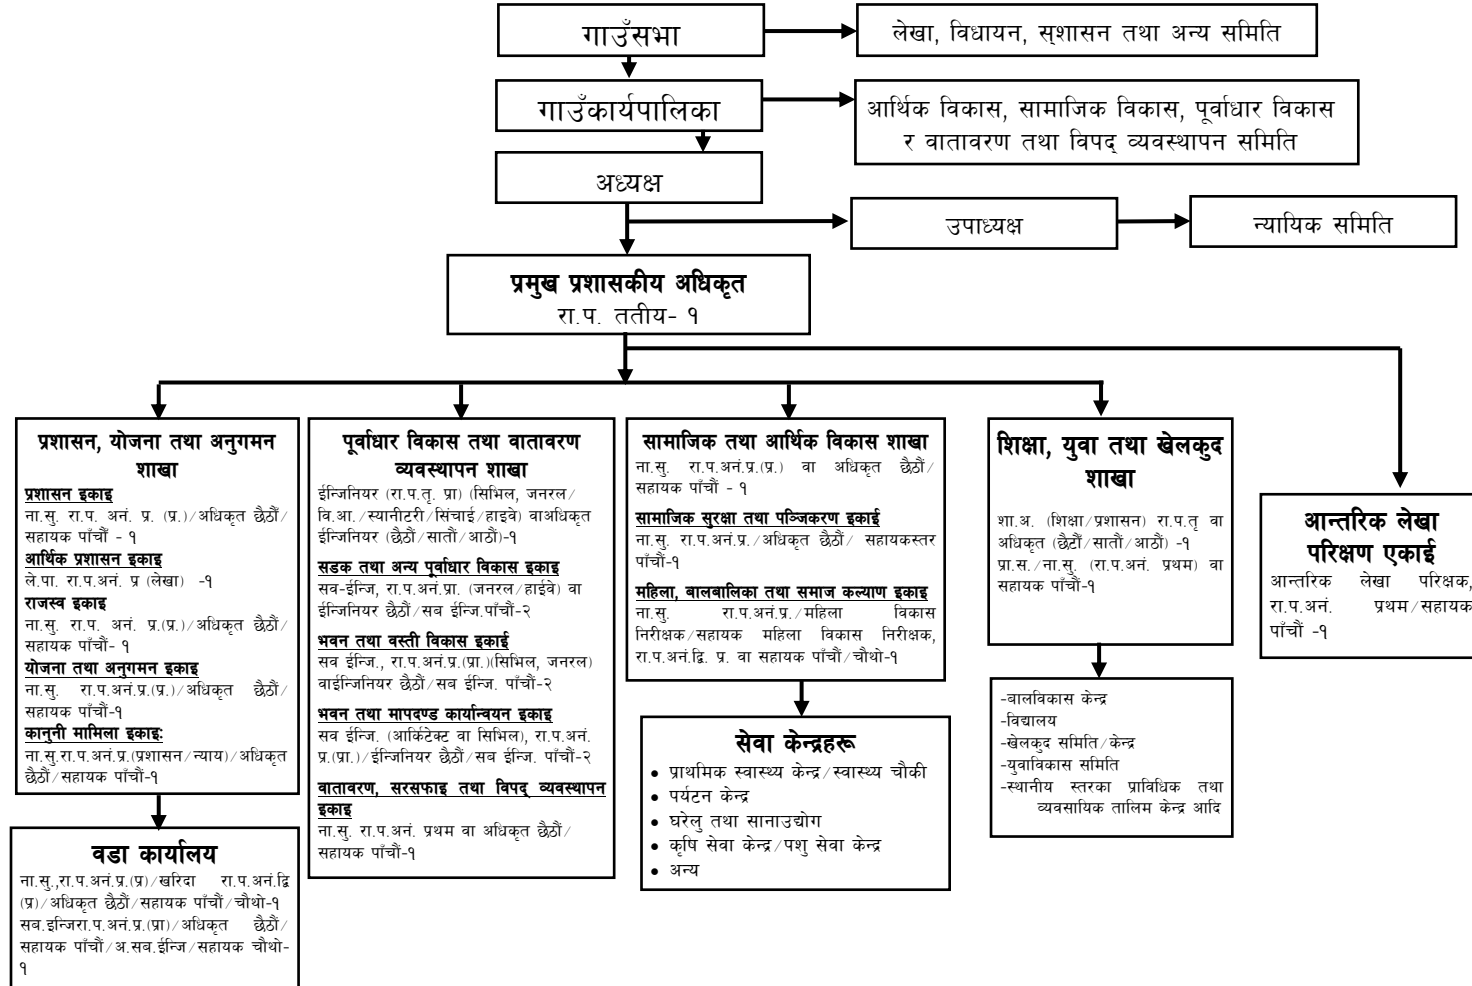 गाउँसभा
लेखा, विधायन, सुशासन तथा अन्य समिति
गाउँकार्यपालिका
आर्थिक विकास, सामाजिक विकास, पूर्वाधार विकास
र वातावरण तथा विपद् व्यवस्थापन समिति
अध्यक्ष
उपाध्यक्ष
न्यायिक समिति
प्रमुख प्रशासकीय अधिकृत
रा.प. तृतीय- १
प्रशासन, योजना तथा अनुगमन
शाखा
प्रशासन इकाइ
ना.सु. रा.प. अनं. प्र. (प्र.)/अधिकृत छैठौं/
सहायक पाँचौं - १
आर्थिक प्रशासन इकाइ
ले.पा. रा.प.अनं. प्र (लेखा) -१
राजस्व इकाइ
ना.सु. रा.प. अनं. प्र.(प्र.)/अधिकृत छैठौं/
सहायक पाँचौं- १
योजना तथा अनुगमन इकाइ
ना.सु. रा.प.अनं.प्र.(प्र.)/अधिकृत छैठौं/
सहायक पाँचौं-१
कानुनी मामिला इकाइ:
ना.सु.रा.प.अनं.प्र.(प्रशासन/न्याय)/अधिकृत
छैठौं/सहायक पाँचौं-१
वडा कार्यालय
ना.सु.,रा.प.अनं.प्र.(प्र)/खरिदा रा.प.अनं.द्वि
(प्र)/अधिकृत छैठौं/सहायक पाँचौं/चौथो-१
सब.इन्जिरा.प.अनं.प्र.(प्रा)/अधिकृत छैठौं/
सहायक पाँचौं/अ.सब.ईन्जि/सहायक चौथो-
१
पूर्वाधार विकास तथा वातावरण
व्यवस्थापन शाखा
ईन्जिनियर (रा.प.तृ. प्रा) (सिभिल, जनरल/
वि.आ./स्यानीटरी/सिंचाई/हाइवे) वाअधिकृत
ईन्जिनियर (छैठौं/सातौं/आठौं)-१
सडक तथा अन्य पूर्वाधार विकास इकाइ
सव-ईन्जि, रा.प.अनं.प्रा. (जनरल/हाईवे) वा
ईन्जिनियर छैठौं/सब ईन्जि.पाँचौं-२
भवन तथा वस्ती विकास इकाई
सव ईन्जि., रा.प.अनं.प्र.(प्रा.)(सिभिल, जनरल)
वाईन्जिनियर छैठौं/सब ईन्जि. पाँचौं-२
भवन तथा मापदण्ड कार्यान्वयन इकाइ
सव ईन्जि. (आर्किटेक्ट वा सिभिल), रा.प.अनं.
प्र.(प्रा.)/ईन्जिनियर छैठौं/सब ईन्जि. पाँचौं-२
वातावरण, सरसफाइ तथा विपद् व्यवस्थापन
इकाइ
ना.सु. रा.प.अनं. प्रथम वा अधिकृत छैठौं/
सहायक पाँचौं-१
सामाजिक तथा आर्थिक विकास शाखा
ना.सु. रा.प.अनं.प्र.(प्र.) वा अधिकृत छैठौं/
सहायक पाँचौं - १
सामाजिक सुरक्षा तथा पञ्जिकरण इकाई
ना.सु. रा.प.अनं.प्र./अधिकृत छैठौं/ सहायकस्तर
पाँचौं-१
महिला, बालबालिका तथा समाज कल्याण इकाइ
ना.सु. रा.प.अनं.प्र./महिला विकास
निरीक्षक/सहायक महिला विकास निरीक्षक,
रा.प.अनं.द्वि. प्र. वा सहायक पाँचौं/चौथो-१
सेवा केन्द्रहरू
• प्राथमिक स्वास्थ्य केन्द्र/स्वास्थ्य चौकी
• पर्यटन केन्द्र
• घरेलु तथा सानाउद्योग
• कृषि सेवा केन्द्र/पशु सेवा केन्द्र
• अन्य
शिक्षा, युवा तथा खेलकुद
शाखा
शा.अ. (शिक्षा/प्रशासन) रा.प.तृ वा
अधिकृत (छैटौं/सातौं/आठौं) -१
प्रा.स./ना.सु. (रा.प.अनं. प्रथम) वा
सहायक पाँचौं-१
-बालविकास केन्द्र
-विद्यालय
-खेलकुद समिति/केन्द्र
-युवाविकास समिति
-स्थानीय स्तरका प्राविधिक तथा
व्यवसायिक तालिम केन्द्र आदि
आन्तरिक लेखा
परिक्षण एकाई
आन्तरिक लेखा परिक्षक,
रा.प.अनं. प्रथम/सहायक
पाँचौं -१